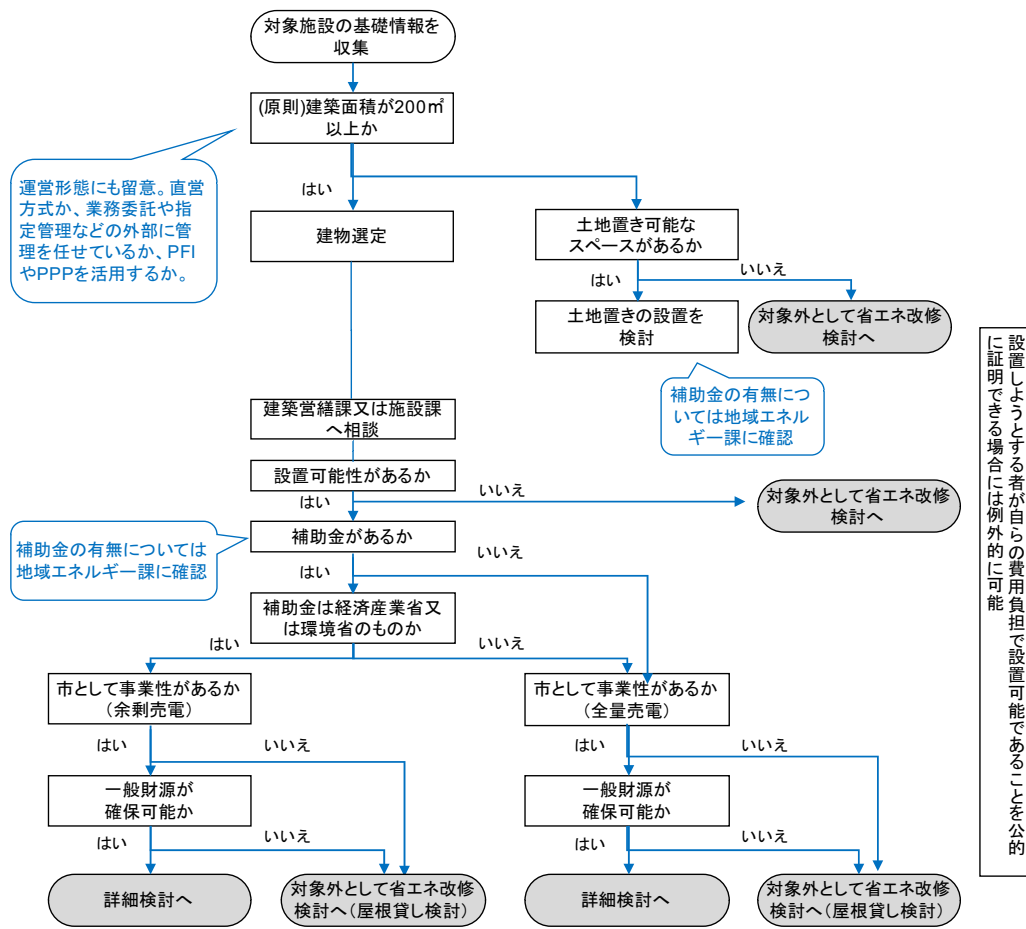 対象施設の基礎情報を
収集
(原則)建築面積が200㎡
以上か
運営形態にも留意。直営
方式か、業務委託や指
定管理などの外部に管
理を任せているか、PFI
やPPPを活用するか。
はい
建物選定
土地置き可能な
スペースがあるか
はい
いいえ
土地置きの設置を
検討
対象外として省エネ改修
検討へ
補助金の有無につ
いては地域エネル
ギー課に確認
設置しようとする者が自らの費用負担で設置可能であることを公的
に証明できる場合には例外的に可能
建築営繕課又は施設課
へ相談
設置可能性があるか
はい
いいえ
対象外として省エネ改修
検討へ
補助金の有無については
地域エネルギー課に確認
補助金があるか
はい
いいえ
補助金は経済産業省又
は環境省のものか
はい
いいえ
市として事業性があるか
（余剰売電）
市として事業性があるか
（全量売電）
はい
いいえ
はい
いいえ
一般財源が
確保可能か
一般財源が
確保可能か
はい
いいえ
はい
いいえ
詳細検討へ
対象外として省エネ改修
検討へ（屋根貸し検討）
詳細検討へ
対象外として省エネ改修
検討へ（屋根貸し検討）